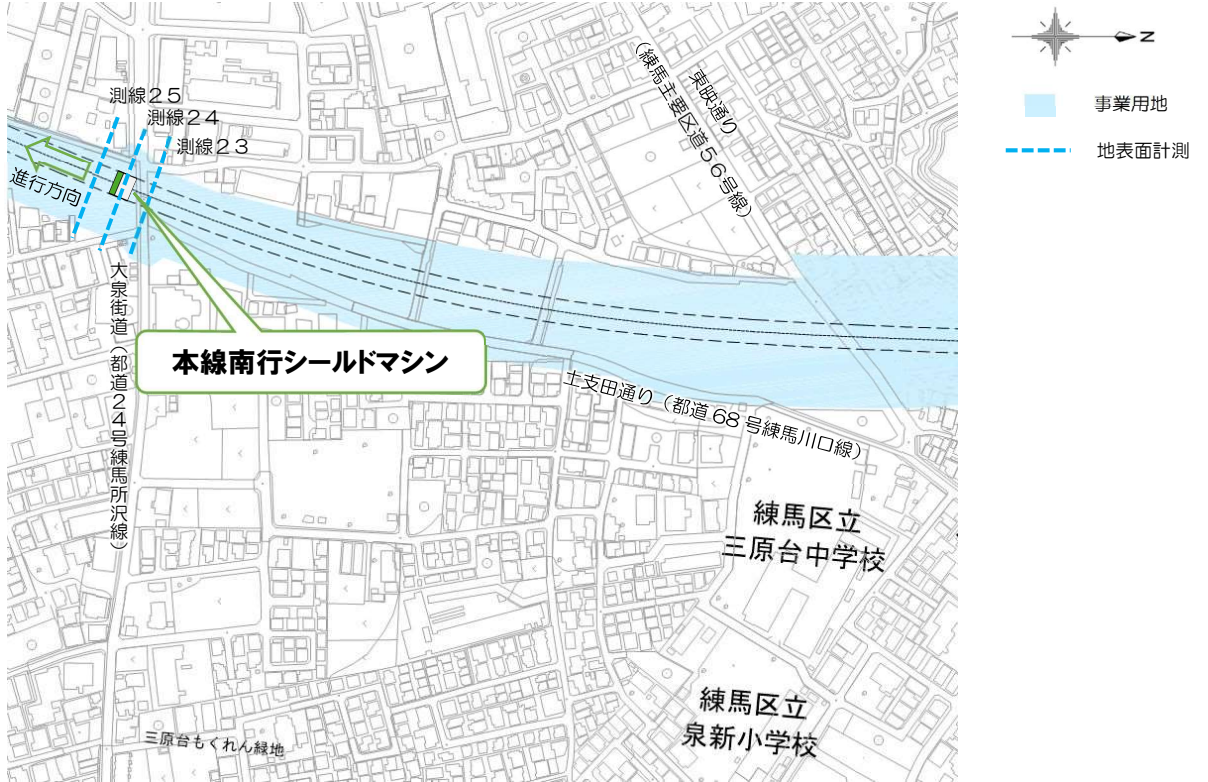 測線25
測線24
測線23
進行方向
大泉街道(都道24号練馬所沢線)
本線南行シールドマシン
東映通り
(練馬主要区道56号線)
土支田通り(都道68号練馬川口線)
練馬区立
三原台中学校
練馬区立
泉新小学校
三原台もくれん緑地
N
事業用地
地表面計測